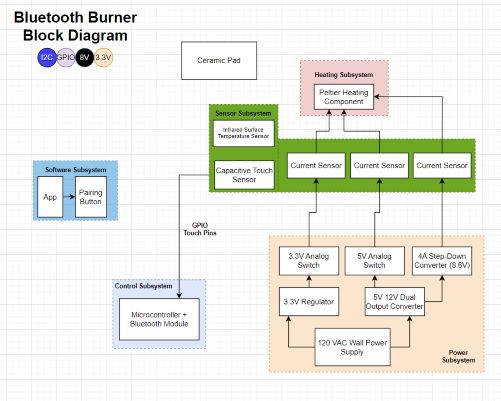 Bluetooth Burner
Block Diagram
I2C
GPIO
8V
3.3V
Ceramic Pad
Heating Subsystem
Peltier Heating
Component
Sensor Subsystem
Infrared Surface
Temperature Sensor
Capacitive Touch
Sensor
Current Sensor
Current Sensor
Current Sensor
Software Subsystem
App
Pairing
Button
GPIO
Touch Pins
Control Subsystem
Microcontroller +
Bluetooth Module
3.3V Analog
Switch
5V Analog
Switch
4A Step-Down
Converter (8.6V)
3.3V Regulator
5V 12V Dual
Output Converter
120 VAC Wall Power
Supply
Power
Subsystem